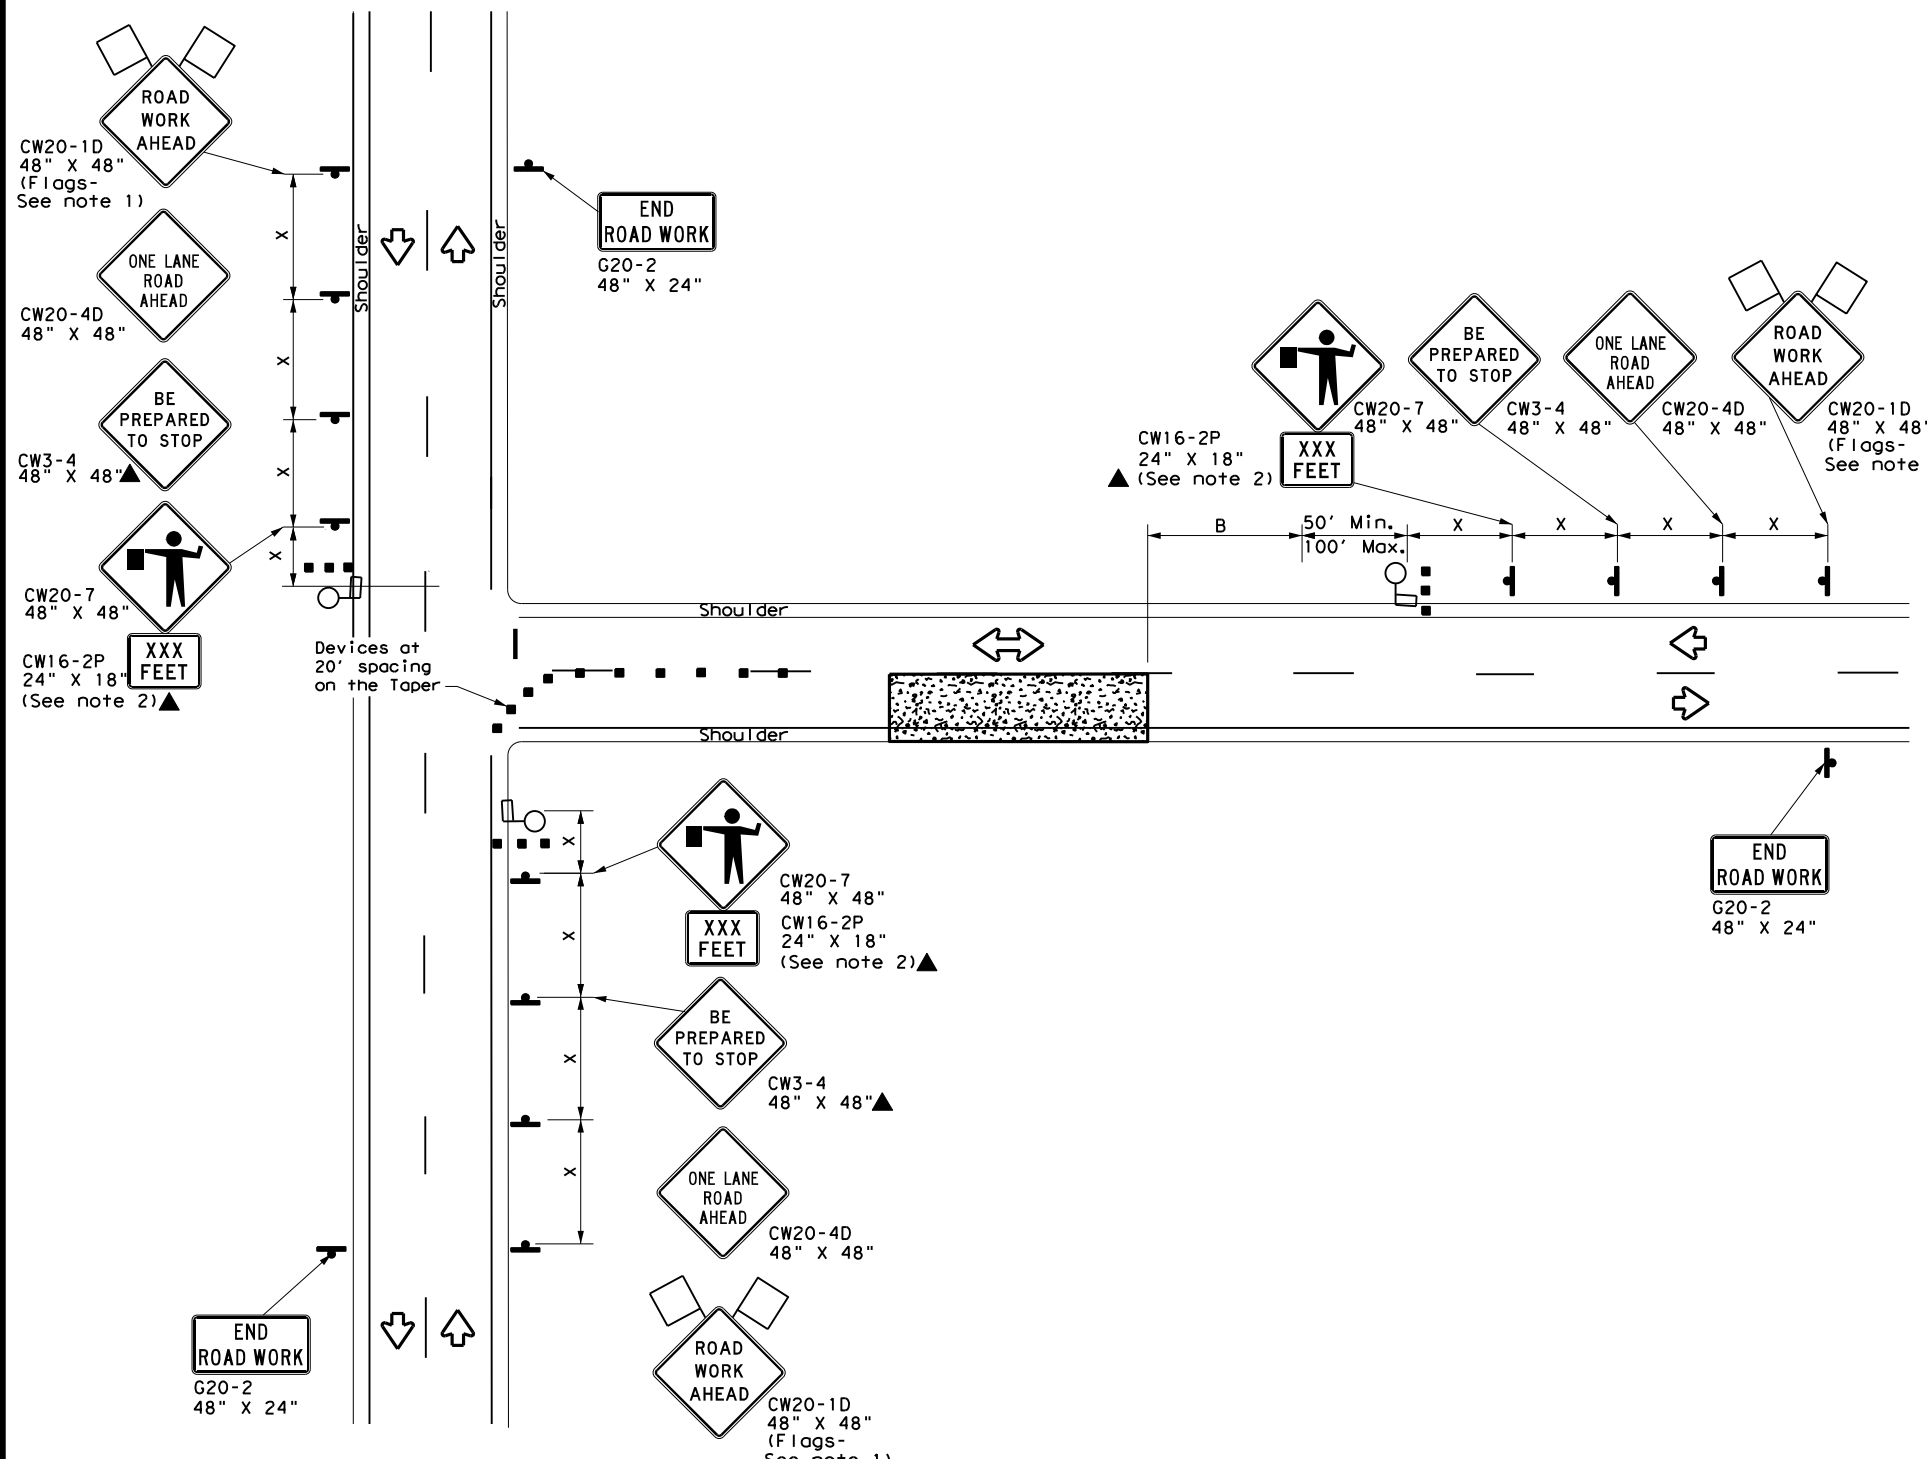 ROAD
WORK
AHEAD
CW20-1D
48" X 48"
(Flags-
See note 1)
ONE LANE
ROAD
AHEAD
CW20-4D
48" X 48"
BE
PREPARED
TO STOP
CW3-4
48" X 48"
CW20-7
48" X 48"
XXX
FEET
CW16-2P
24" X 18"
(See note 2)
X
X
X
X
Shoulder
Shoulder
END
ROAD WORK
G20-2
48" X 24"
Devices at
20' spacing
on the Taper
Shoulder
Shoulder
CW16-2P
24" X 18"
(See note 2)
XXX
FEET
CW20-7
48" X 48"
BE
PREPARED
TO STOP
CW3-4
48" X 48"
ONE LANE
ROAD
AHEAD
CW20-4D
48" X 48"
ROAD
WORK
AHEAD
CW20-1D
48" X 48"
(Flags-
See note
B
50' Min.
100' Max.
X
X
X
X
END
ROAD WORK
G20-2
48" X 24"
X
X
X
X
CW20-7
48" X 48"
XXX
FEET
CW16-2P
24" X 18"
(See note 2)
BE
PREPARED
TO STOP
CW3-4
48" X 48"
ONE LANE
ROAD
AHEAD
CW20-4D
48" X 48"
ROAD
WORK
AHEAD
CW20-1D
48" X 48"
(Flags-
See note 1)
END
ROAD WORK
G20-2
48" X 24"